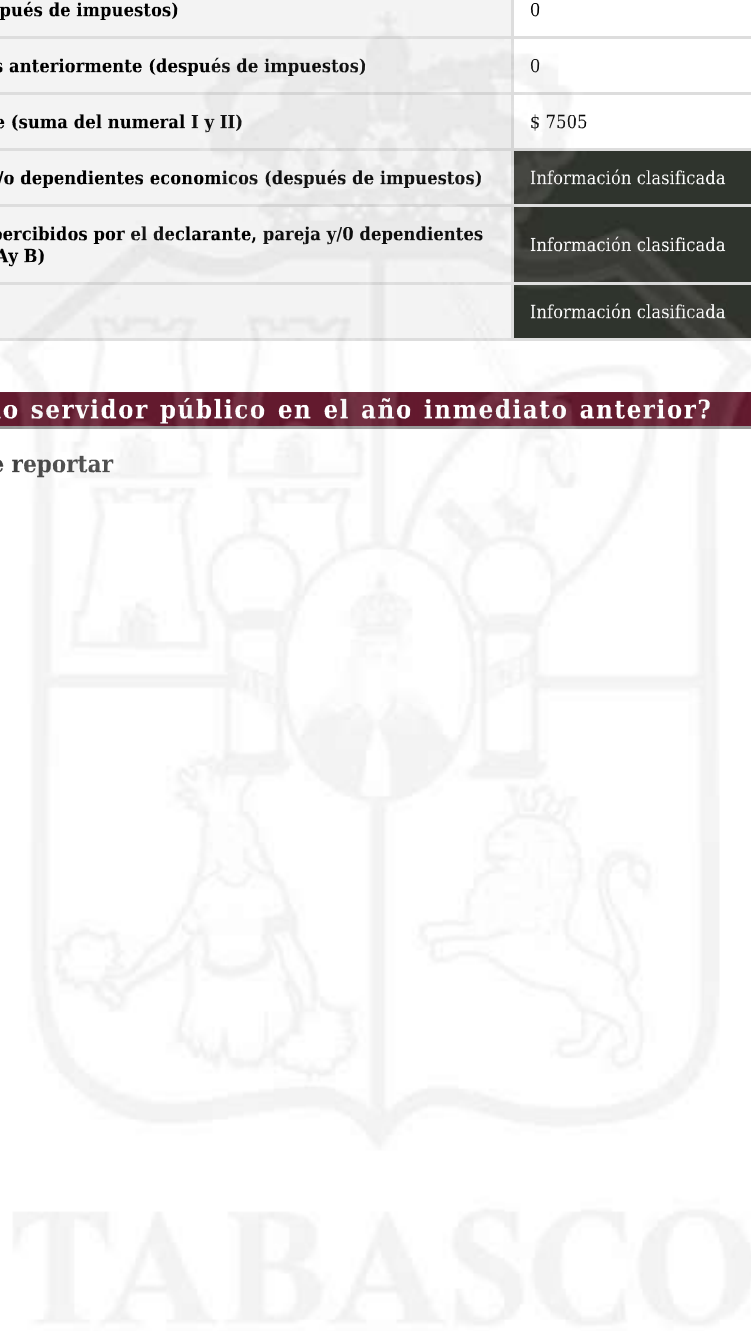 pués de impuestos)
0
s anteriormente (después de impuestos)
0
e (suma del numeral I y II)
$ 7505
/o dependientes economicos (después de impuestos)
Información clasificada
ercibidos por el declarante, pareja y/0 dependientes
Ay B)
Información clasificada
Información clasificada
o servidor público en el año inmediato anterior?
e reportar
TABASCO